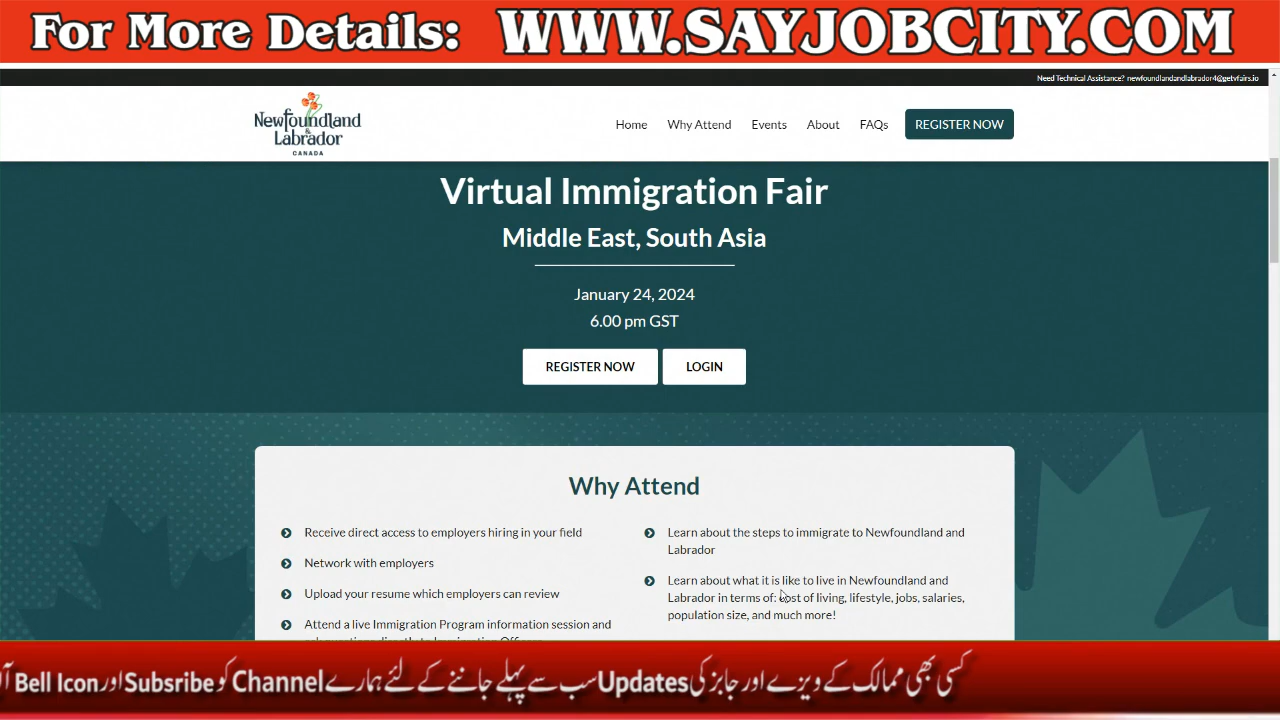 For More Details: WWW.SAYJOBCITY.COM
Need Technical Assistance? newfoundlandandlabrador4@getvfairs.io
Newfoundland
&
Labrador
CANADA
Home Why Attend Events About FAQs REGISTER NOW
Virtual Immigration Fair
Middle East, South Asia
January 24, 2024
6.00 pm GST
REGISTER NOW LOGIN
Why Attend
Receive direct access to employers hiring in your field
Network with employers
Upload your resume which employers can review
Attend a live Immigration Program information session and
Learn about the steps to immigrate to Newfoundland and
Labrador
Learn about what it is like to live in Newfoundland and
Labrador in terms of: cost of living, lifestyle, jobs, salaries,
population size, and much more!
کسی بھی ممالک کے ویزے اور جابز کی Updates سب سے پہلے جاننے کے لئے ہمارے Channel کو Subsribe اور Bell Icon